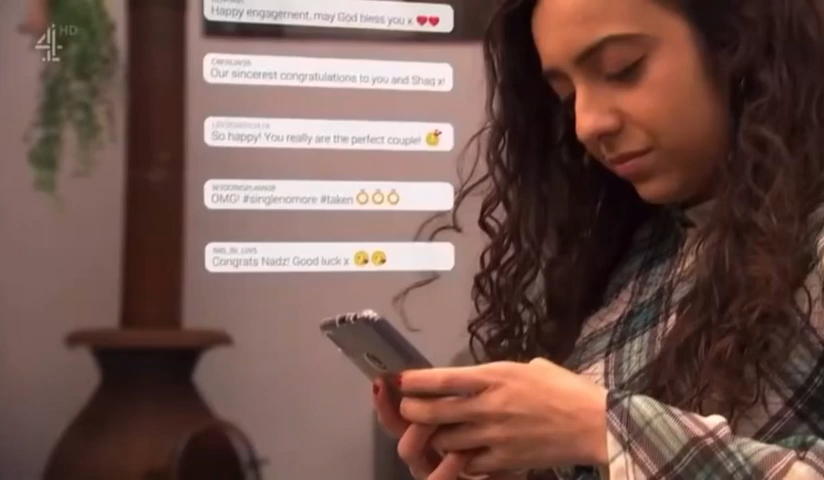 HD
4
Happy engagement, may God bless you x
Our sincerest congratulations to you and Shaq x!
So happy! You really are the perfect couple!
OMG! #singlenomore #taken
Congrats Nadz! Good luck x